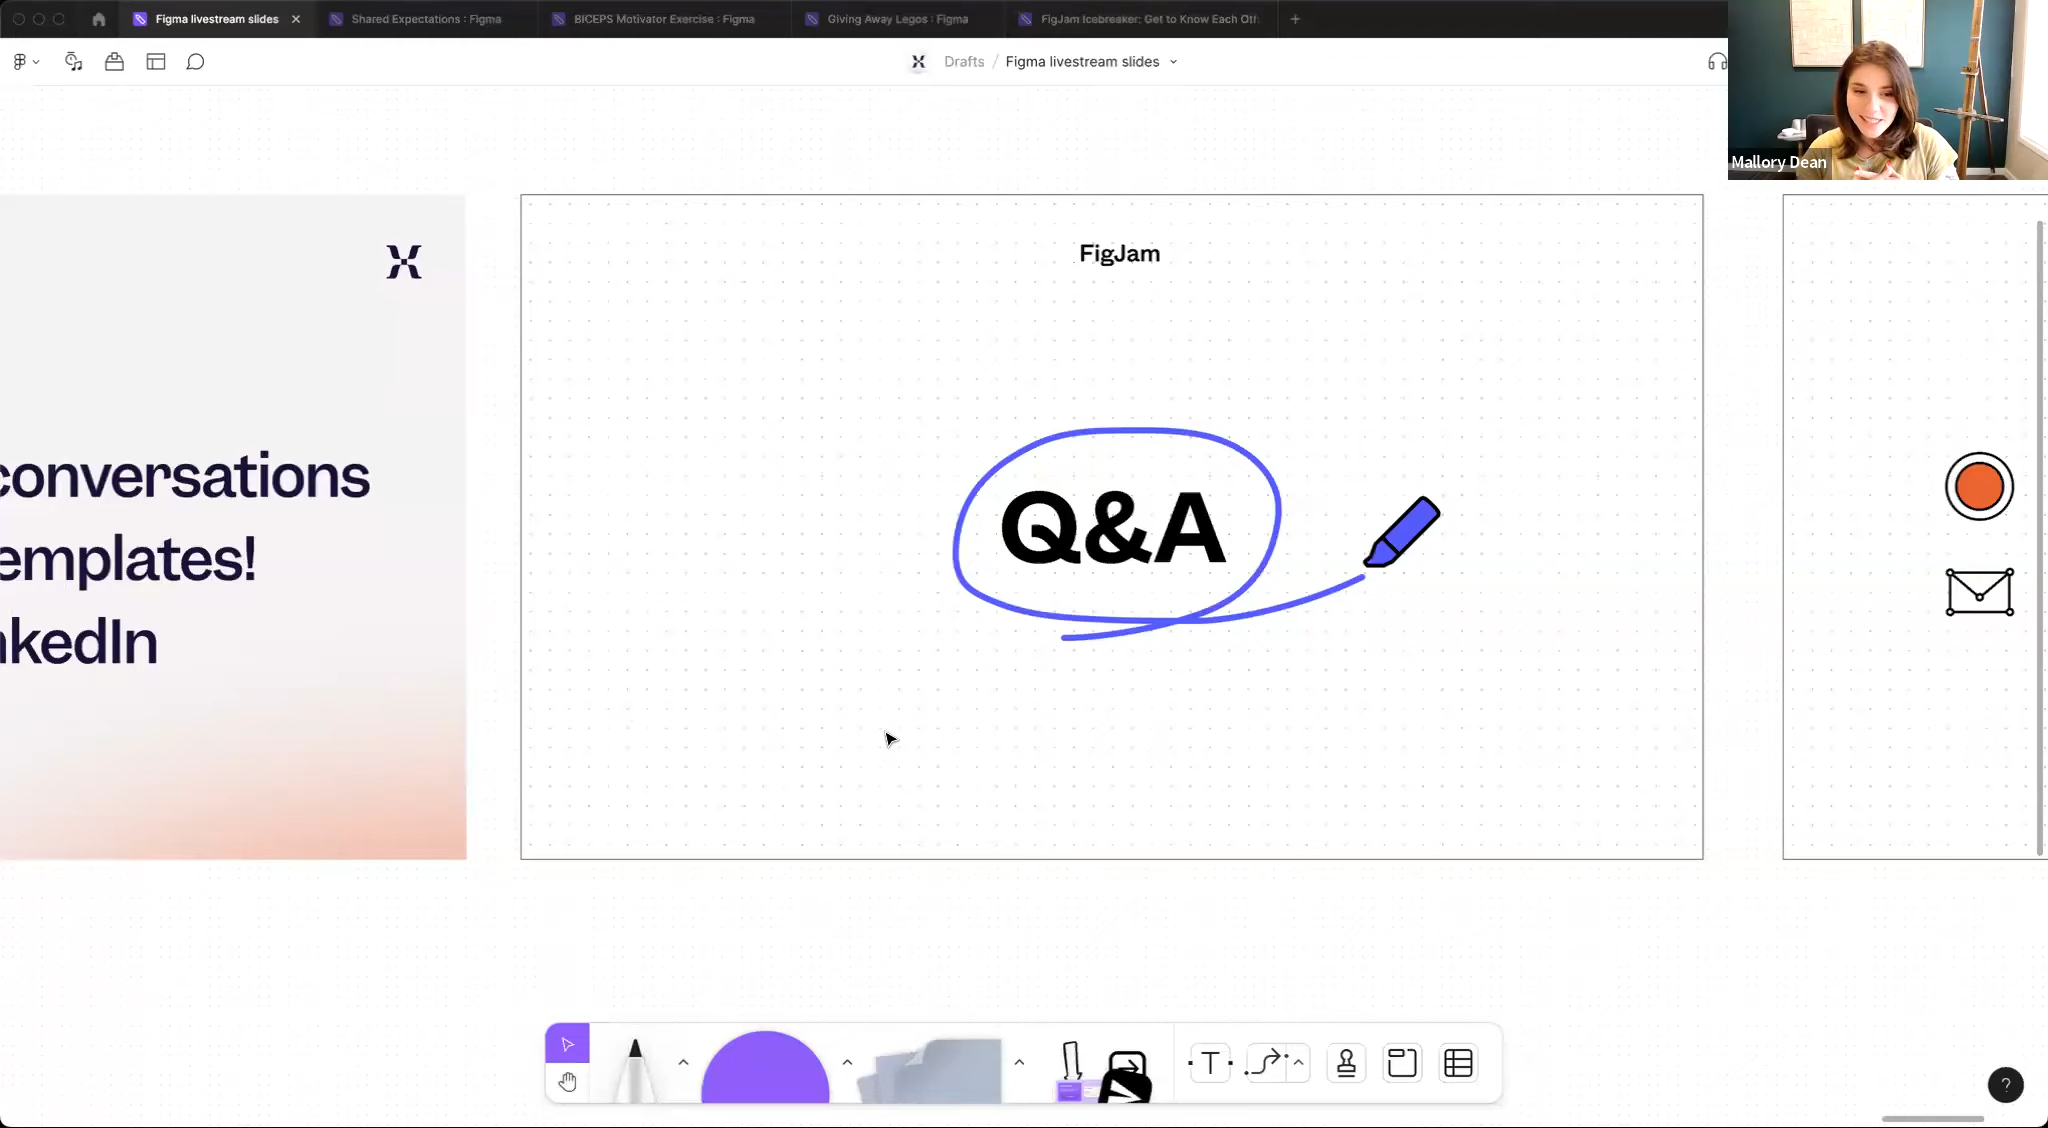 Figma livestream slides
Shared Expectations : Figma
BICEPS Motivator Exercise : Figma
Giving Away Legos : Figma
FigJam Icebreaker: Get to Know Each Oth
Drafts / Figma livestream slides
Mallory Dean
conversations
emplates!
nkedIn
FigJam
Q&A
T
?